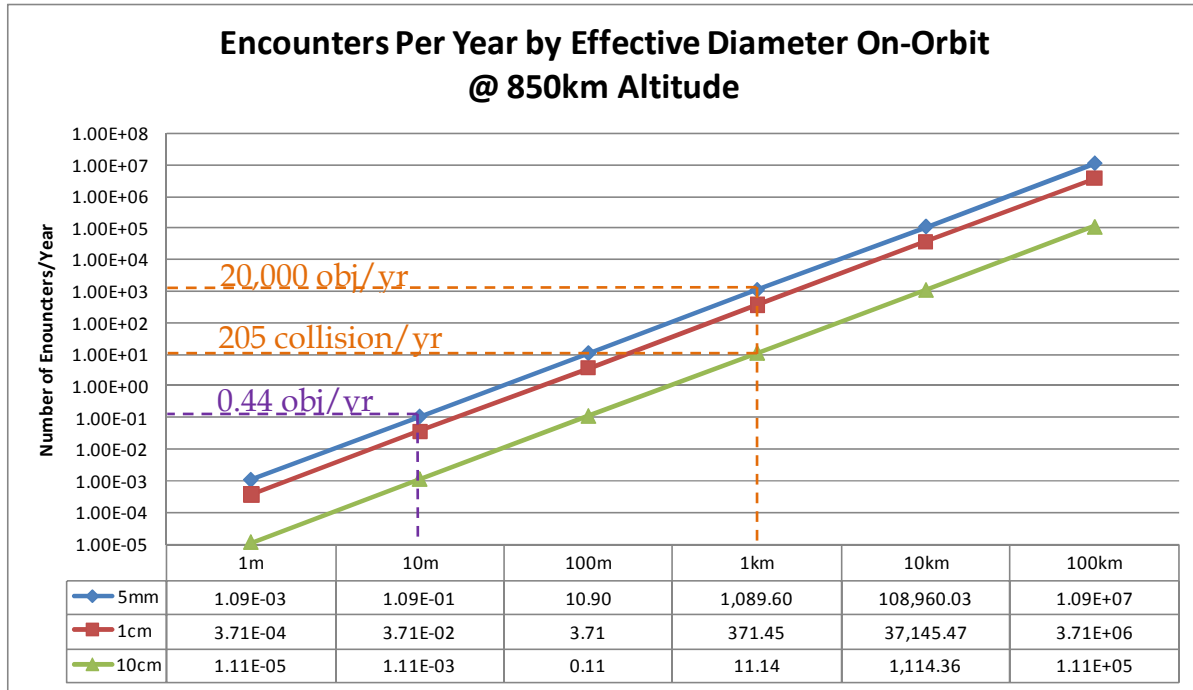 Encounters Per Year by Effective Diameter On-Orbit
@ 850km Altitude
Number of Enouncters/Year
1.00E+08
1.00E+07
1.00E+06
1.00E+05
1.00E+04
1.00E+03
1.00E+02
1.00E+01
1.00E+00
1.00E-01
1.00E-02
1.00E-03
1.00E-04
1.00E-05
20,000 obj/yr
205 collision/yr
0.44 obj/yr
1m 10m 100m 1km 10km 100km
5mm 1.09E-03 1.09E-01 10.90 1,089.60 108,960.03 1.09E+07
1cm 3.71E-04 3.71E-02 3.71 371.45 37,145.47 3.71E+06
10cm 1.11E-05 1.11E-03 0.11 11.14 1,114.36 1.11E+05